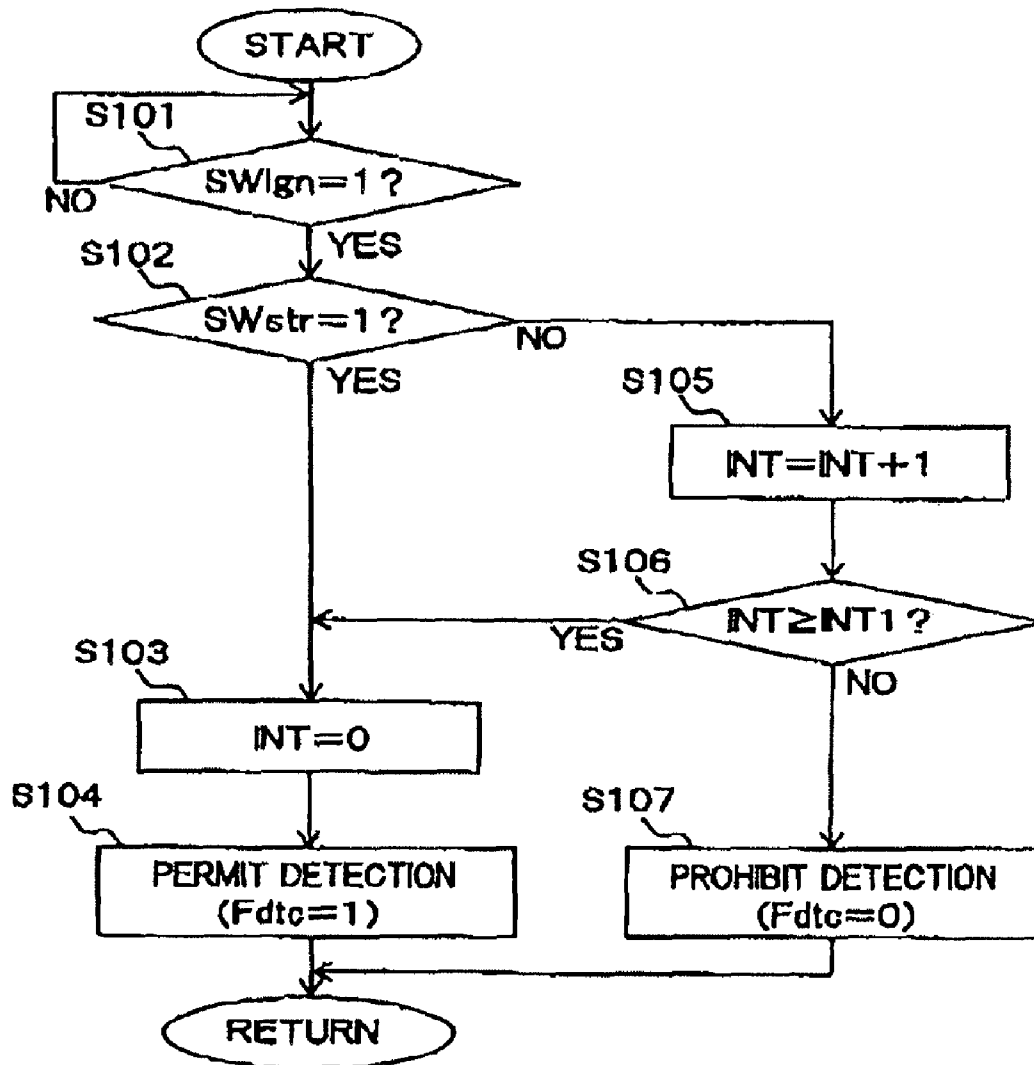 START
S101
SWIgn=1?
NO
YES
S102
SWstr=1?
NO
YES
S105
INT=INT+1
S106
INT≥INT1?
YES
NO
S103
INT=0
S104
S107
PERMIT DETECTION
(Fdtc=1)
PROHIBIT DETECTION
(Fdtc=0)
RETURN